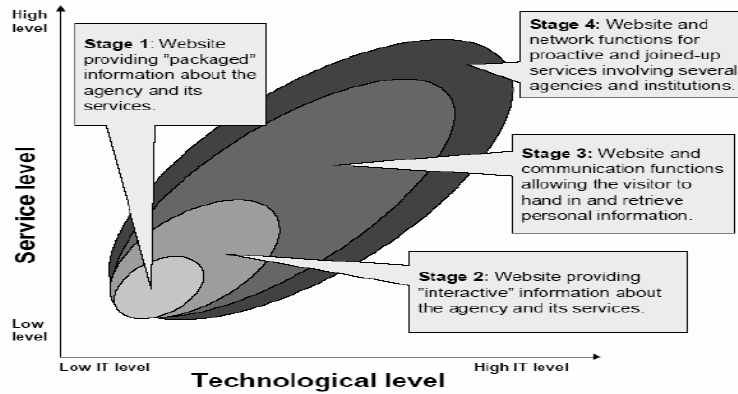 High
level
Stage 1: Website
providing "packaged"
information about the
agency and its
services.
Stage 4: Website and
network functions for
proactive and joined-up
services involving several
agencies and institutions.
Stage 3: Website and
communication functions
allowing the visitor to
hand in and retrieve
personal information.
Service level
Stage 2: Website providing
"interactive" information about
the agency and its services.
Low
level
Low IT level
High IT level
Technological level